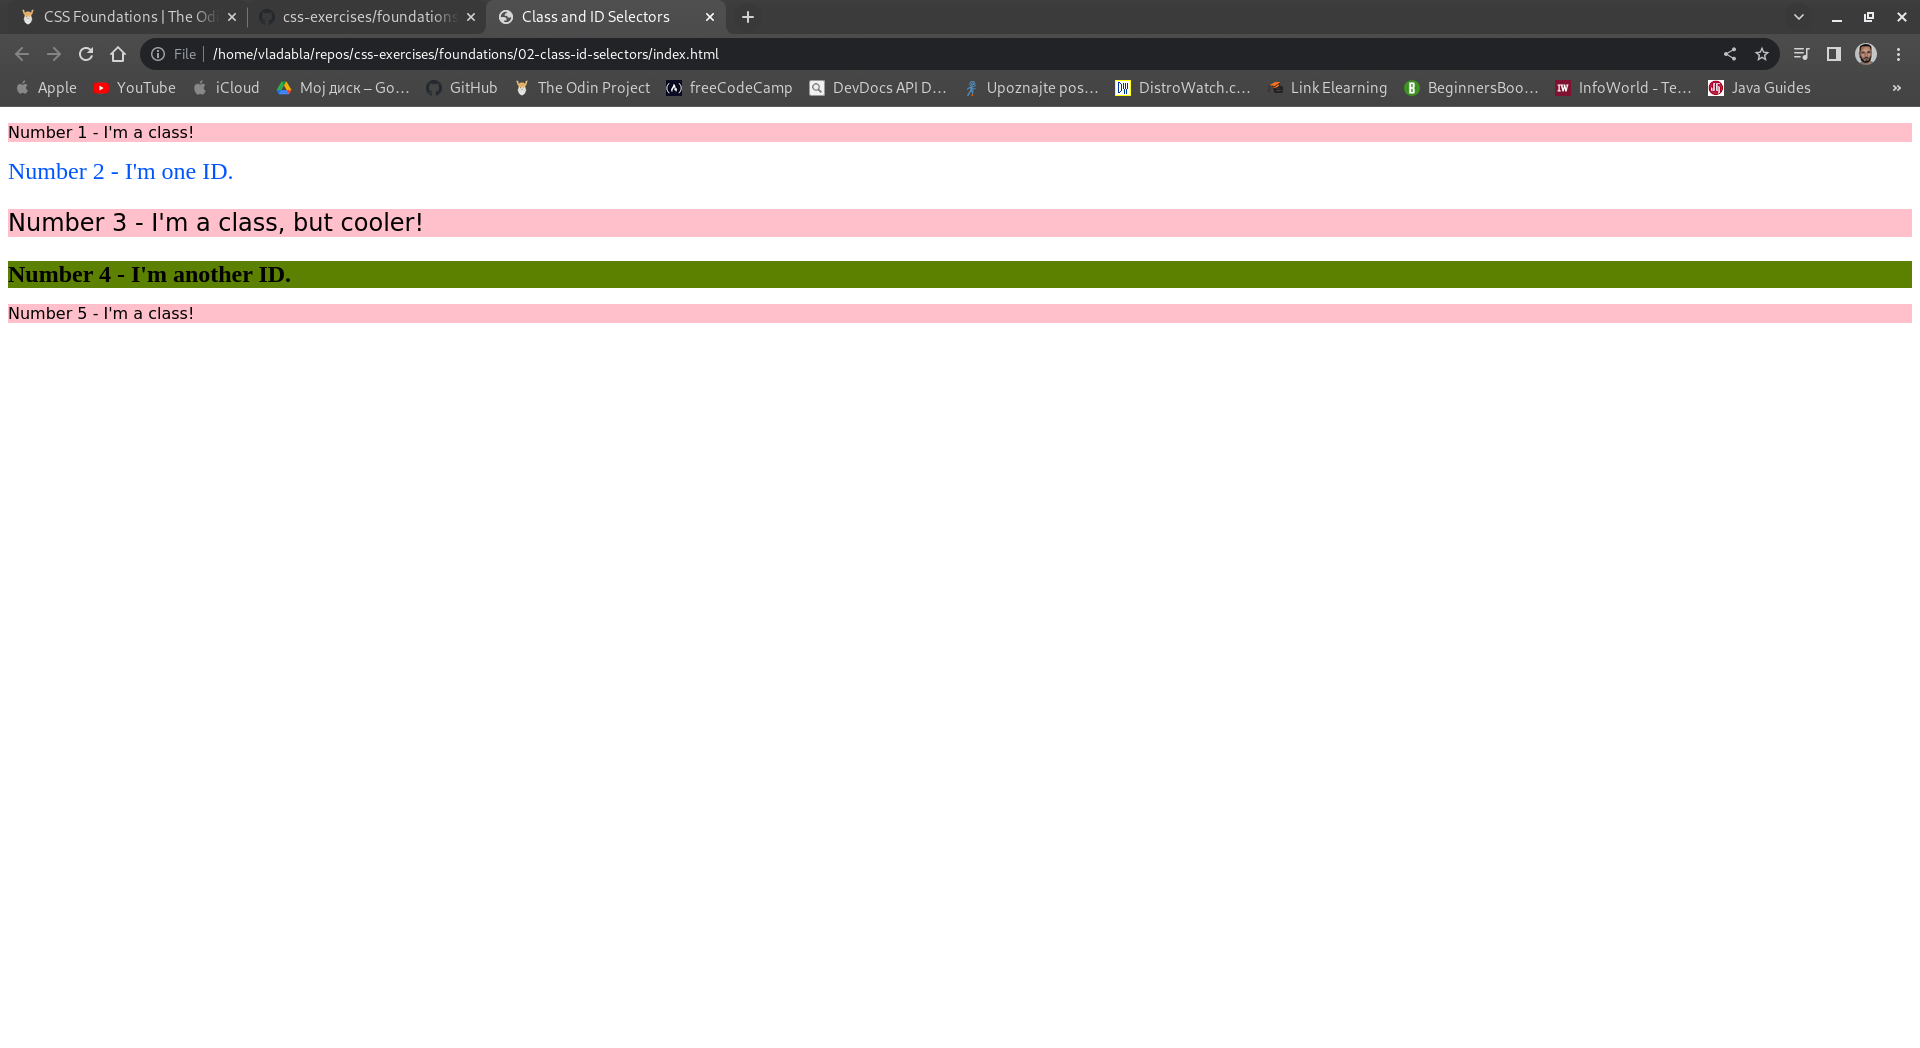 CSS Foundations | The Od
css-exercises/foundations
Class and ID Selectors
File
/home/vladabla/repos/css-exercises/foundations/02-class-id-selectors/index.html
Apple
YouTube
iCloud
Мој диск – Go…
GitHub
The Odin Project
freeCodeCamp
DevDocs API D…
Upoznajte pos…
DW DistroWatch.c…
Link Elearning
B BeginnersBoo…
IW InfoWorld - Te…
Java Guides
»
Number 1 - I'm a class!
Number 2 - I'm one ID.
Number 3 - I'm a class, but cooler!
Number 4 - I'm another ID.
Number 5 - I'm a class!